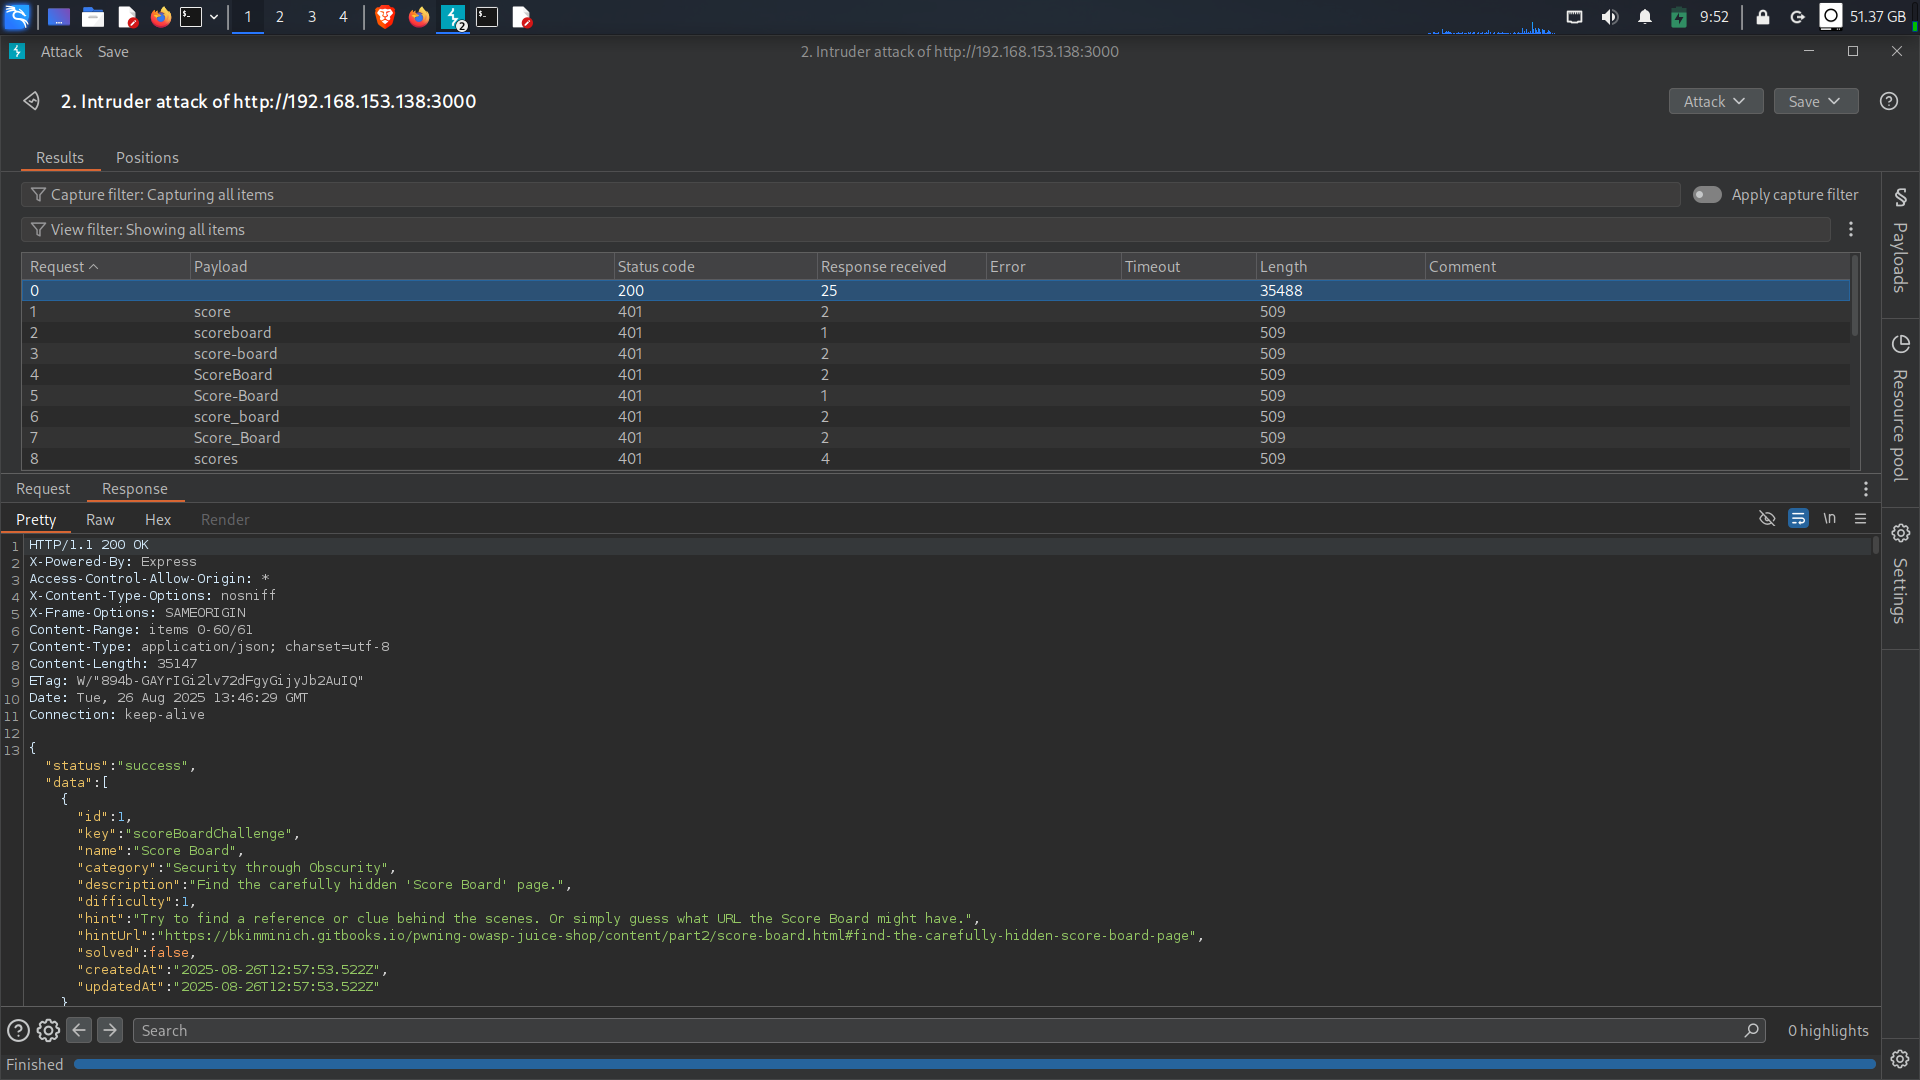 1 2 3 4 2 9:52 51.37 GB
Attack Save 2. Intruder attack of http://192.168.153.138:3000
2. Intruder attack of http://192.168.153.138:3000 Attack Save
Results Positions
Capture filter: Capturing all items Apply capture filter
View filter: Showing all items
Request Payload Status code Response received Error Timeout Length Comment
0 200 25 35488
1 score 401 2 509
2 scoreboard 401 1 509
3 score-board 401 2 509
4 ScoreBoard 401 2 509
5 Score-Board 401 1 509
6 score_board 401 2 509
7 Score_Board 401 2 509
8 scores 401 4 509
Payloads
Resource pool
Settings
Request Response
Pretty Raw Hex Render \n
1 HTTP/1.1 200 OK
2 X-Powered-By: Express
3 Access-Control-Allow-Origin: *
4 X-Content-Type-Options: nosniff
5 X-Frame-Options: SAMEORIGIN
6 Content-Range: items 0-60/61
7 Content-Type: application/json; charset=utf-8
8 Content-Length: 35147
9 ETag: W/"894b-GAYrIGi2lv72dFgyGijyJb2AuIQ"
10 Date: Tue, 26 Aug 2025 13:46:29 GMT
11 Connection: keep-alive
12
13 {
"status":"success",
"data":[
{
"id":1,
"key":"scoreBoardChallenge",
"name":"Score Board",
"category":"Security through Obscurity",
"description":"Find the carefully hidden 'Score Board' page.",
"difficulty":1,
"hint":"Try to find a reference or clue behind the scenes. Or simply guess what URL the Score Board might have.",
"hintUrl":"https://bkimminich.gitbooks.io/pwning-owasp-juice-shop/content/part2/score-board.html#find-the-carefully-hidden-score-board-page",
"solved":false,
"createdAt":"2025-08-26T12:57:53.522Z",
"updatedAt":"2025-08-26T12:57:53.522Z"
}
Search 0 highlights
Finished